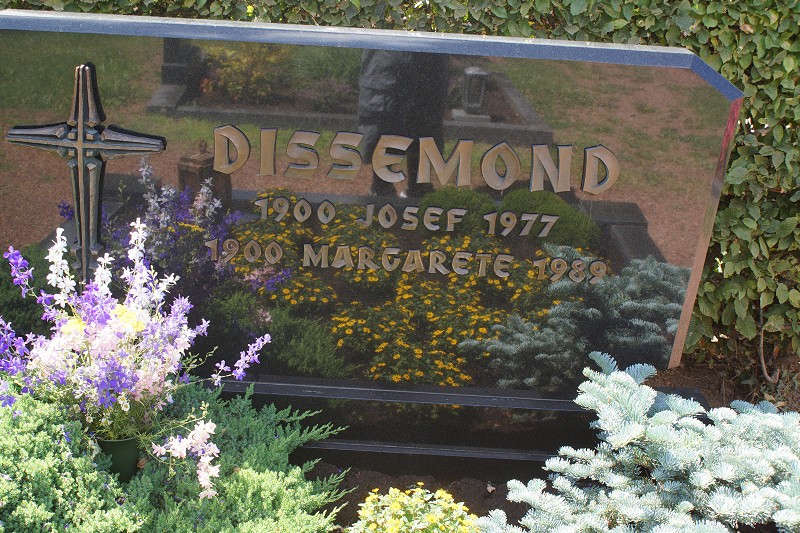 DISSEMOND
1900 JOSEF 1977
1900 MARGARETE 1989